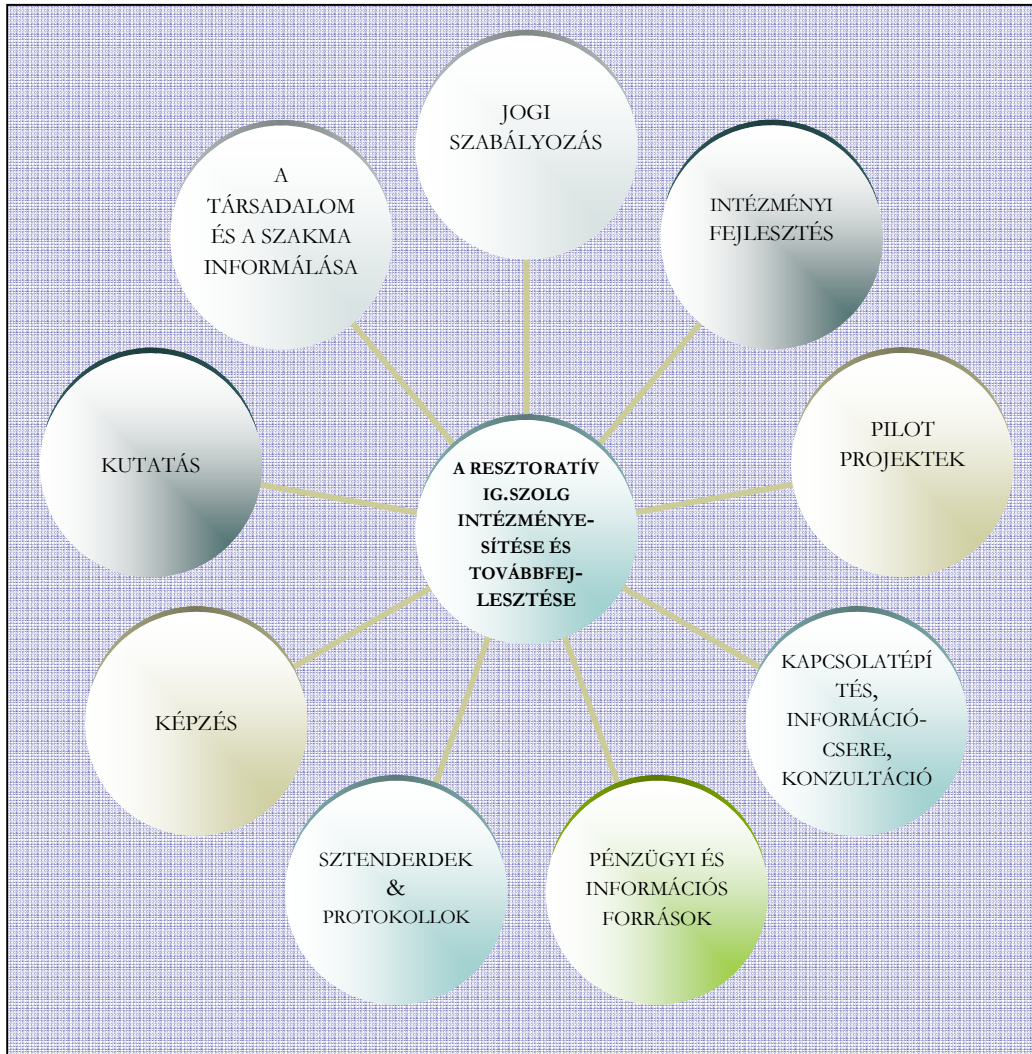 JOGI
SZABÁLYOZÁS
A
TÁRSADALOM
ÉS A SZAKMA
INFORMÁLÁSA
INTÉZMÉNYI
FEJLESZTÉS
KUTATÁS
PILOT
PROJEKTEK
A RESZTORATÍV
IG.SZOLG
INTÉZMÉNYE-
SÍTÉSE ÉS
TOVÁBBFEJ-
LESZTÉSE
KÉPZÉS
KAPCSOLATÉPÍ
TÉS,
INFORMÁCIÓ-
CSERE,
KONZULTÁCIÓ
SZTENDERDEK
&
PROTOKOLLOK
PÉNZÜGYI ÉS
INFORMÁCIÓS
FORRÁSOK